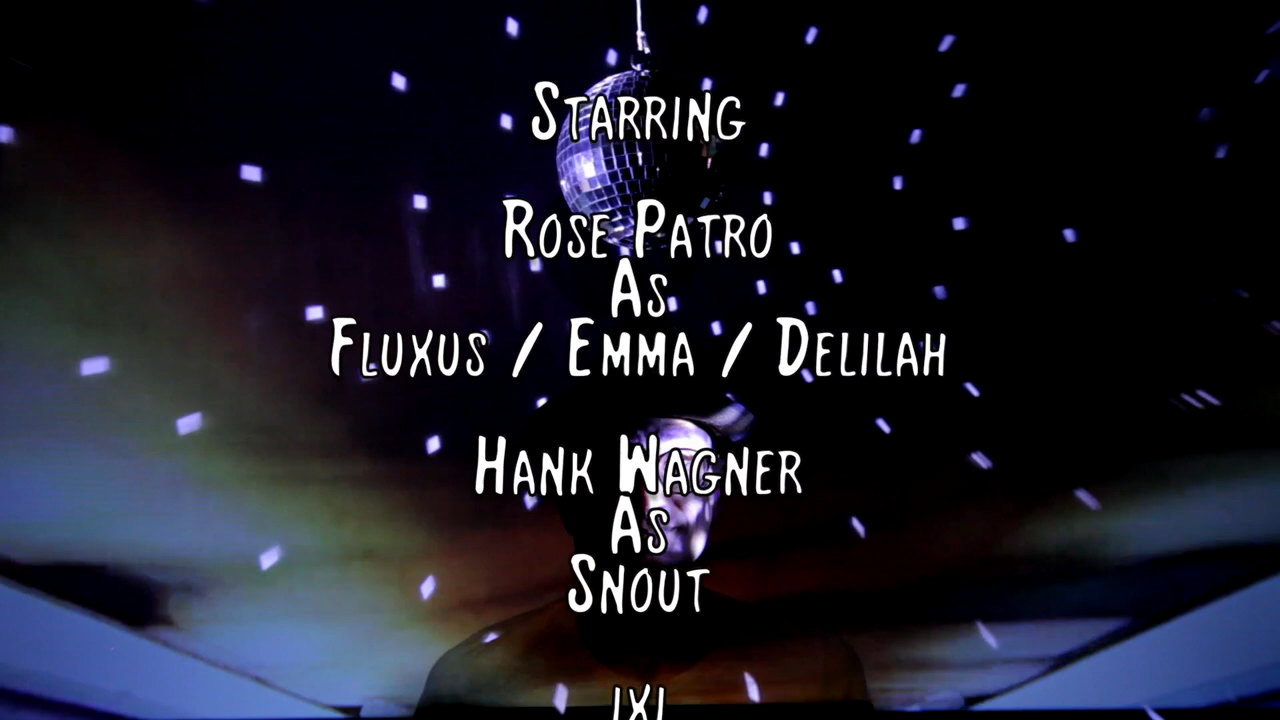 Starring
Rose Patro
As
Fluxus / Emma / Delilah
Hank Wagner
As
Snout